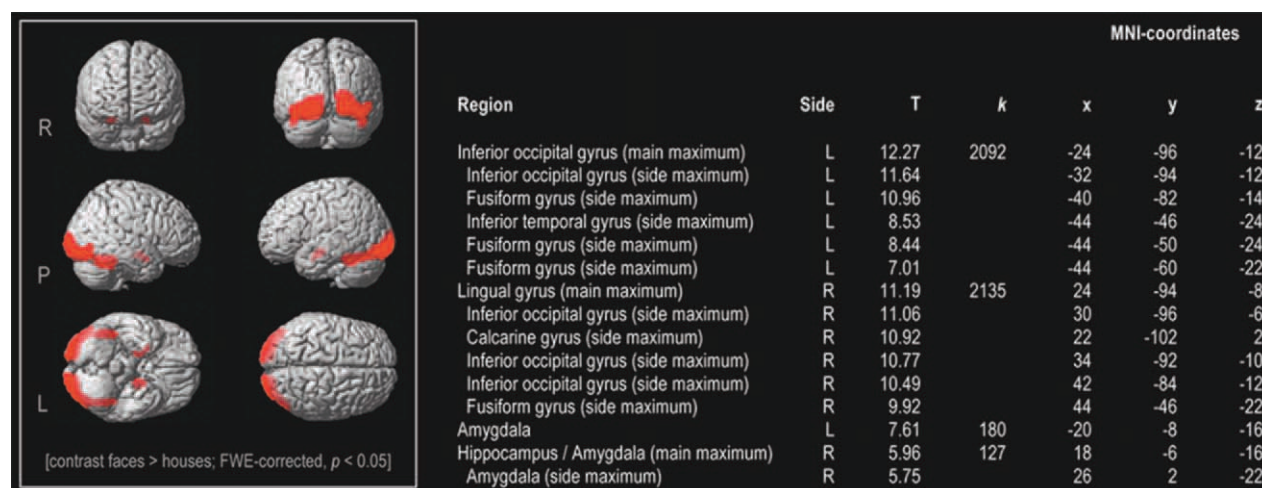 R
P
L
[contrast faces > houses; FWE-corrected, p < 0.05]
MNI-coordinates
Region Side T k x y z
Inferior occipital gyrus (main maximum) L 12.27 2092 -24 -96 -12
Inferior occipital gyrus (side maximum) L 11.64 -32 -94 -12
Fusiform gyrus (side maximum) L 10.96 -40 -82 -14
Inferior temporal gyrus (side maximum) L 8.53 -44 -46 -24
Fusiform gyrus (side maximum) L 8.44 -44 -50 -24
Fusiform gyrus (side maximum) L 7.01 -44 -60 -22
Lingual gyrus (main maximum) R 11.19 2135 24 -94 -8
Inferior occipital gyrus (side maximum) R 11.06 30 -96 -6
Calcarine gyrus (side maximum) R 10.92 22 -102 2
Inferior occipital gyrus (side maximum) R 10.77 34 -92 -10
Inferior occipital gyrus (side maximum) R 10.49 42 -84 -12
Fusiform gyrus (side maximum) R 9.92 44 -46 -22
Amygdala L 7.61 180 -20 -8 -16
Hippocampus / Amygdala (main maximum) R 5.96 127 18 -6 -16
Amygdala (side maximum) R 5.75 26 2 -22